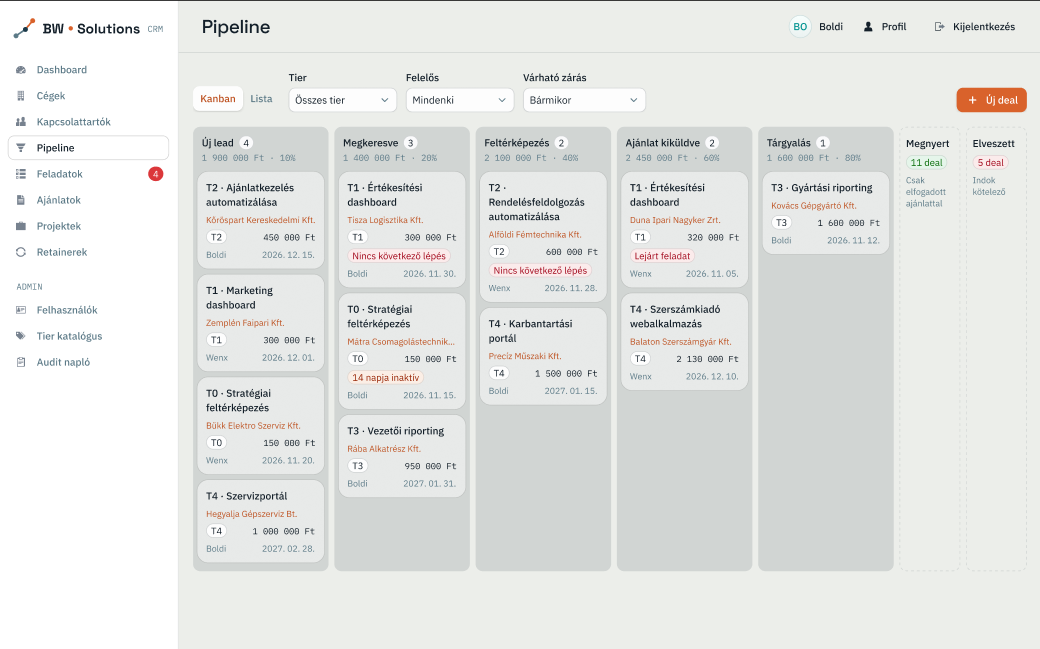 BW • Solutions CRM
Dashboard
Cégek
Kapcsolattartók
Pipeline
Feladatok 4
Ajánlatok
Projektek
Retainerek
ADMIN
Felhasználók
Tier katalógus
Audit napló
Pipeline
BO Boldi
Profil
Kijelentkezés
Kanban
Lista
Tier
Összes tier
Felelős
Mindenki
Várható zárás
Bármikor
+ Új deal
Új lead 4
1 900 000 Ft · 10%
T2 · Ajánlatkezelés
automatizálása
Kőröspart Kereskedelmi Kft.
T2 450 000 Ft
Boldi 2026. 12. 15.
T1 · Marketing
dashboard
Zemplén Faipari Kft.
T1 300 000 Ft
Wenx 2026. 12. 01.
T0 · Stratégiai
feltérképezés
Bükk Elektro Szerviz Kft.
T0 150 000 Ft
Wenx 2026. 11. 20.
T4 · Szervizportál
Hegyalja Gépszerviz Bt.
T4 1 000 000 Ft
Boldi 2027. 02. 28.
Megkeresve 3
1 400 000 Ft · 20%
T1 · Értékesítési
dashboard
Tisza Logisztika Kft.
T1 300 000 Ft
Nincs következő lépés
Boldi 2026. 11. 30.
T0 · Stratégiai
feltérképezés
Mátra Csomagolástechnik...
T0 150 000 Ft
14 napja inaktív
Boldi 2026. 11. 15.
T3 · Vezetői riporting
Rába Alkatrész Kft.
T3 950 000 Ft
Boldi 2027. 01. 31.
Feltérképezés 2
2 100 000 Ft · 40%
T2 ·
Rendelésfeldolgozás
automatizálása
Alföldi Fémtechnika Kft.
T2 600 000 Ft
Nincs következő lépés
Wenx 2026. 11. 28.
T4 · Karbantartási
portál
Precíz Műszaki Kft.
T4 1 500 000 Ft
Boldi 2027. 01. 15.
Ajánlat kiküldve 2
2 450 000 Ft · 60%
T1 · Értékesítési
dashboard
Duna Ipari Nagyker Zrt.
T1 320 000 Ft
Lejárt feladat
Wenx 2026. 11. 05.
T4 · Szerszámkiadó
webalkalmazás
Balaton Szerszámgyár Kft.
T4 2 130 000 Ft
Wenx 2026. 12. 10.
Tárgyalás 1
1 600 000 Ft · 80%
T3 · Gyártási riporting
Kovács Gépgyártó Kft.
T3 1 600 000 Ft
Boldi 2026. 11. 12.
Megnyert
11 deal
Csak
elfogadott
ajánlattal
Elveszett
5 deal
Indok
kötelező